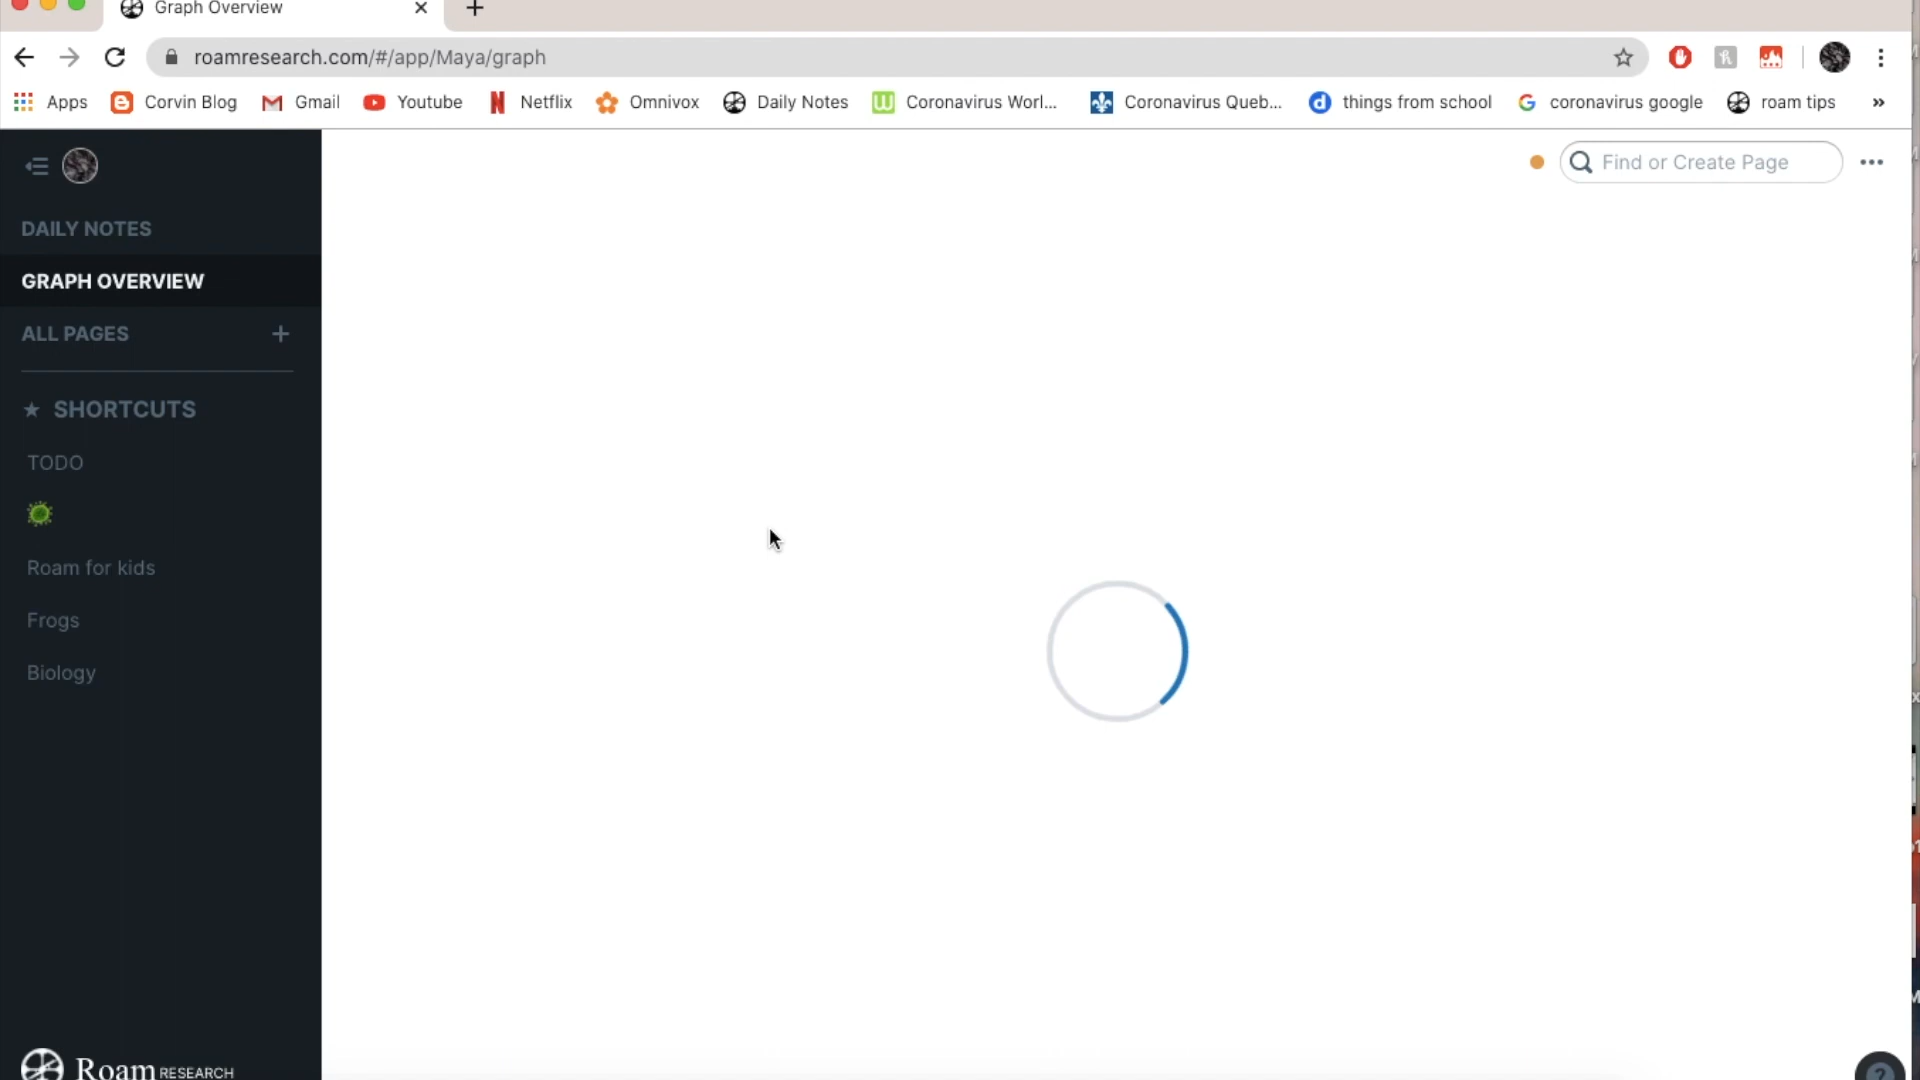 Graph Overview
roamresearch.com/#/app/Maya/graph
Apps Corvin Blog Gmail Youtube Netflix Omnivox Daily Notes Coronavirus Worl... Coronavirus Queb... things from school coronavirus google roam tips »
Find or Create Page
DAILY NOTES
GRAPH OVERVIEW
ALL PAGES +
SHORTCUTS
TODO
Roam for kids
Frogs
Biology
Roam RESEARCH
?